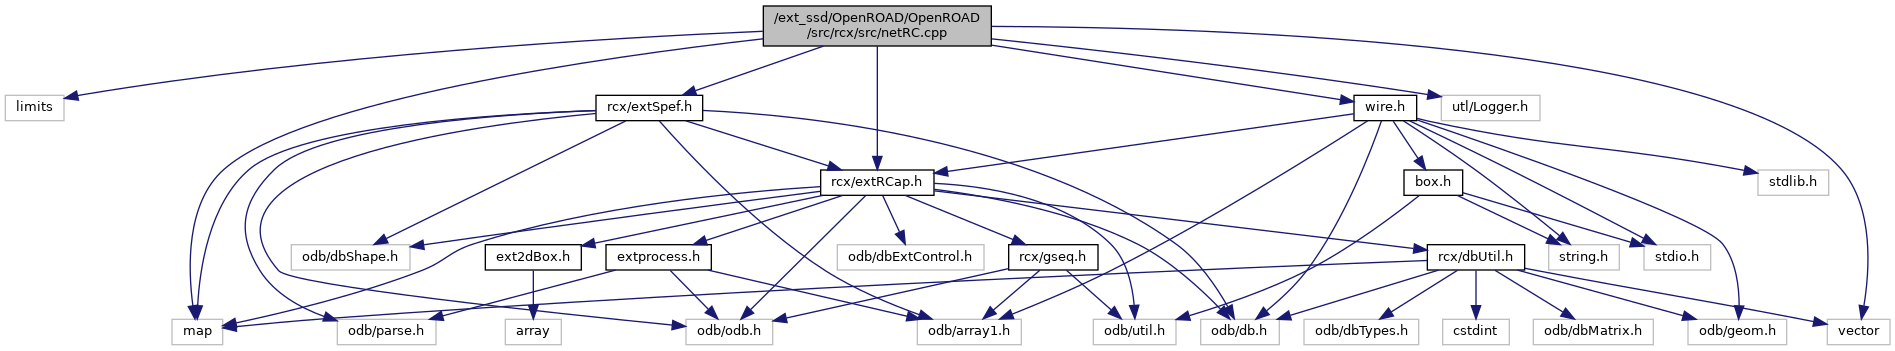 /ext_ssd/OpenROAD/OpenROAD
/src/rcx/src/netRC.cpp
limits
rcx/extSpef.h
wire.h
utl/Logger.h
rcx/extRCap.h
box.h
stdlib.h
odb/dbShape.h
ext2dBox.h
extprocess.h
odb/dbExtControl.h
rcx/gseq.h
rcx/dbUtil.h
string.h
stdio.h
map
odb/parse.h
array
odb/odb.h
odb/array1.h
odb/util.h
odb/db.h
odb/dbTypes.h
cstdint
odb/dbMatrix.h
odb/geom.h
vector